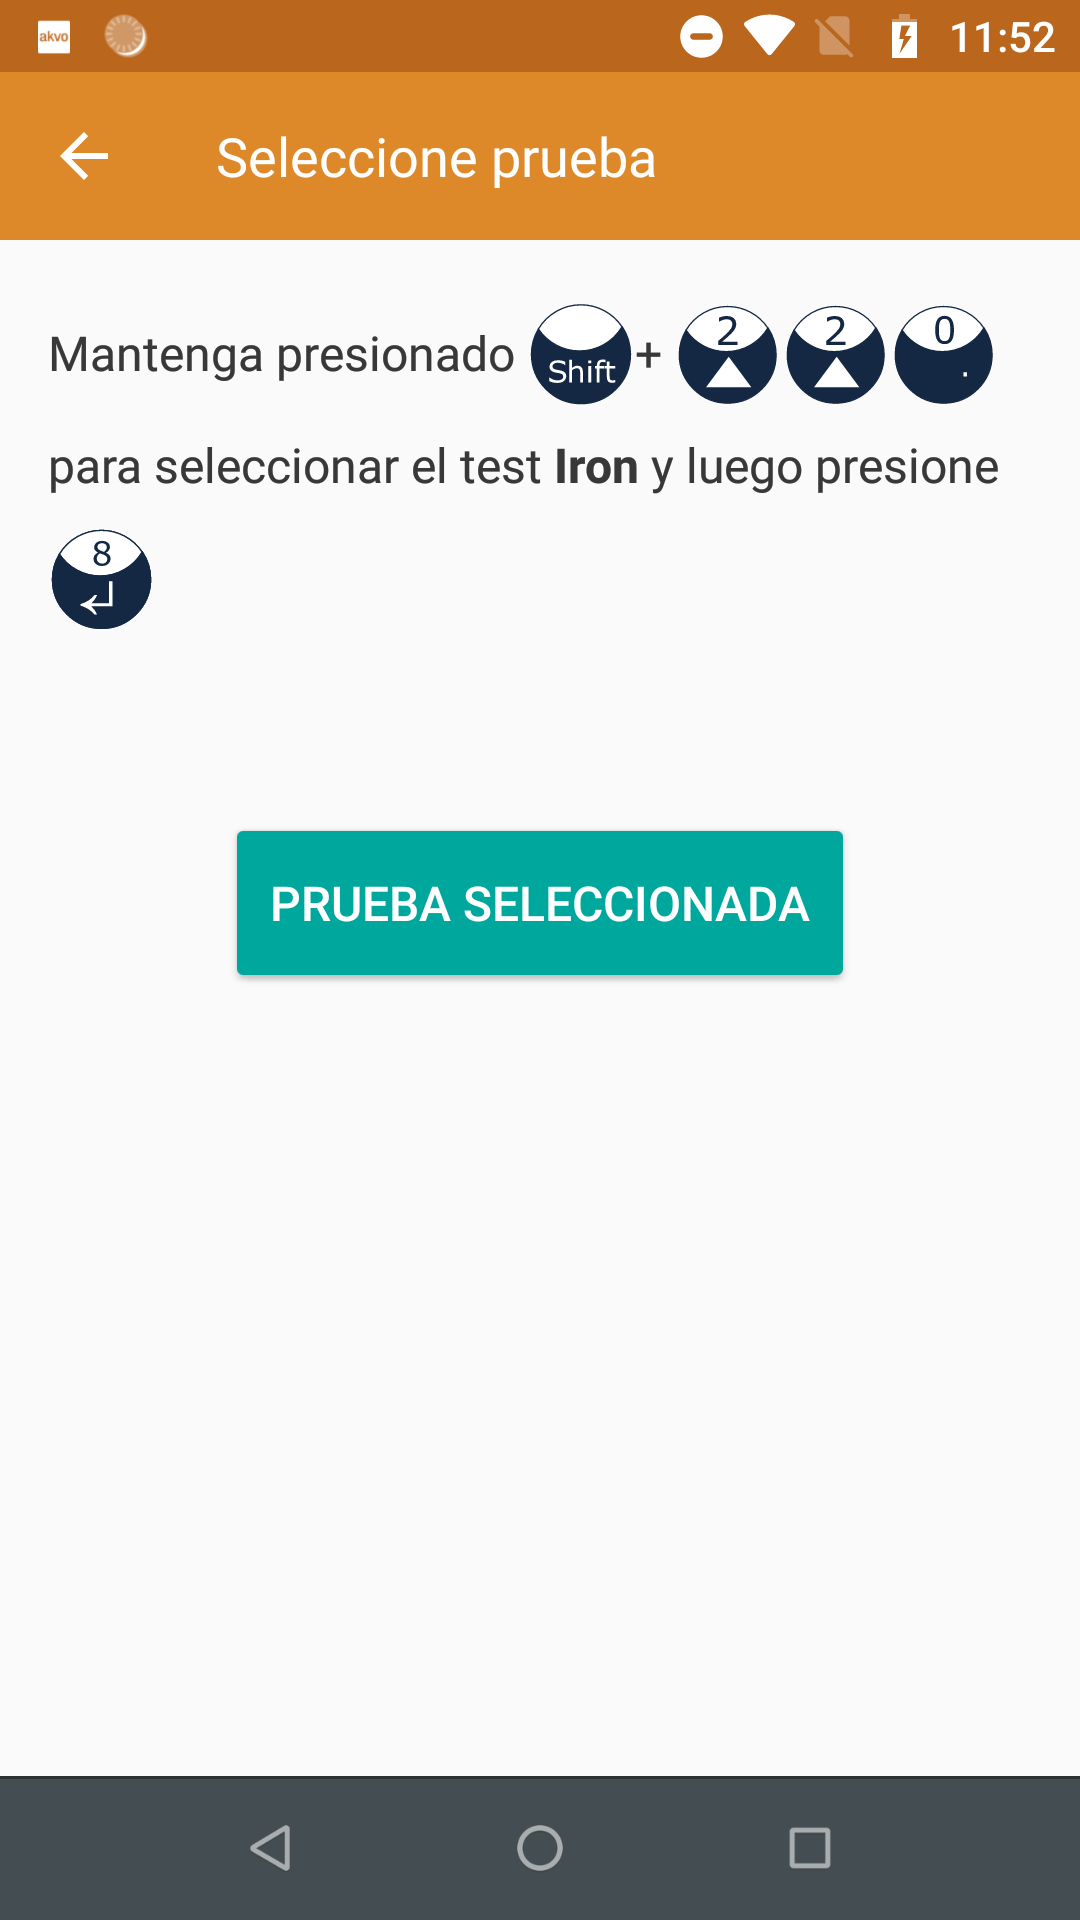 akvo
11:52
Seleccione prueba
Mantenga presionado Shift + 2 2 0 .
para seleccionar el test Iron y luego presione
8
PRUEBA SELECCIONADA